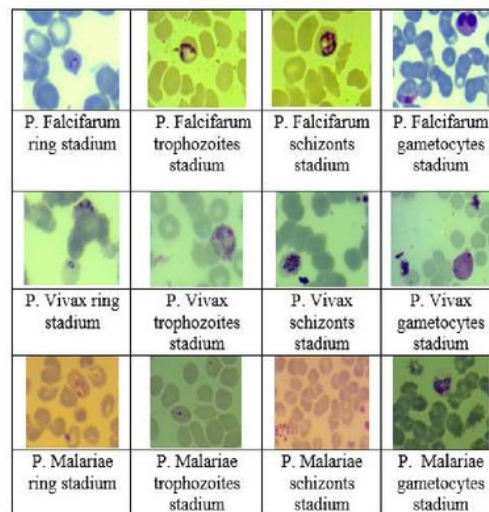 P. Falcifarum
ring stadium
P. Falcifarum
trophozoites
stadium
P. Falcifarum
schizonts
stadium
P. Falcifarum
gametocytes
stadium
P. Vivax ring
stadium
P. Vivax
trophozoites
stadium
P. Vivax
schizonts
stadium
P. Vivax
gametocytes
stadium
P. Malariae
ring stadium
P. Malariae
trophozoites
stadium
P. Malariae
schizonts
stadium
P. Malariae
gametocytes
stadium